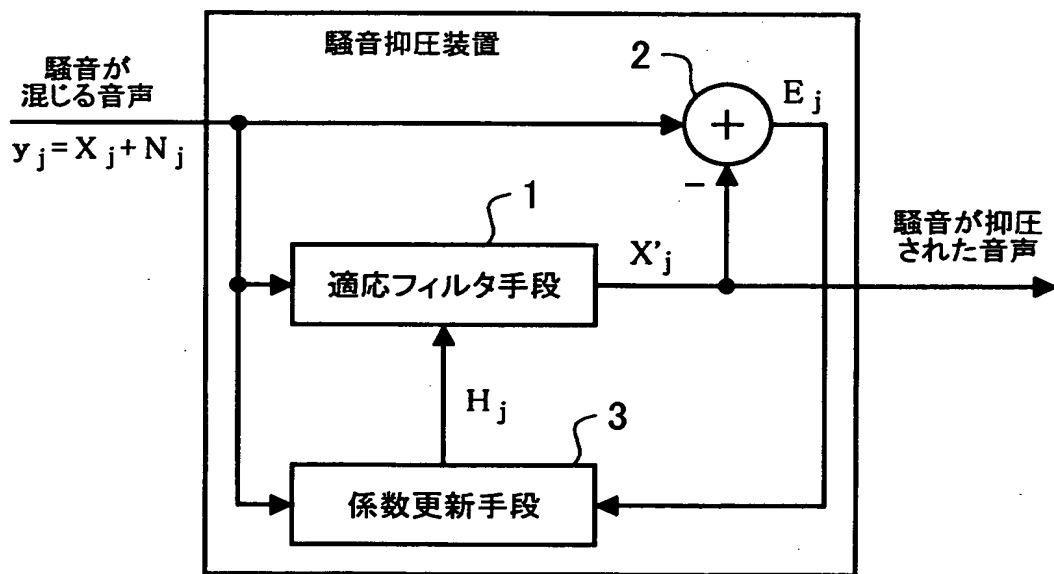 騒音抑圧装置
騒音が
混じる音声
y j = X j + N j
2
E j
+
-
1
適応フィルタ手段
X'j
騒音が抑圧
された音声
H j
3
係数更新手段